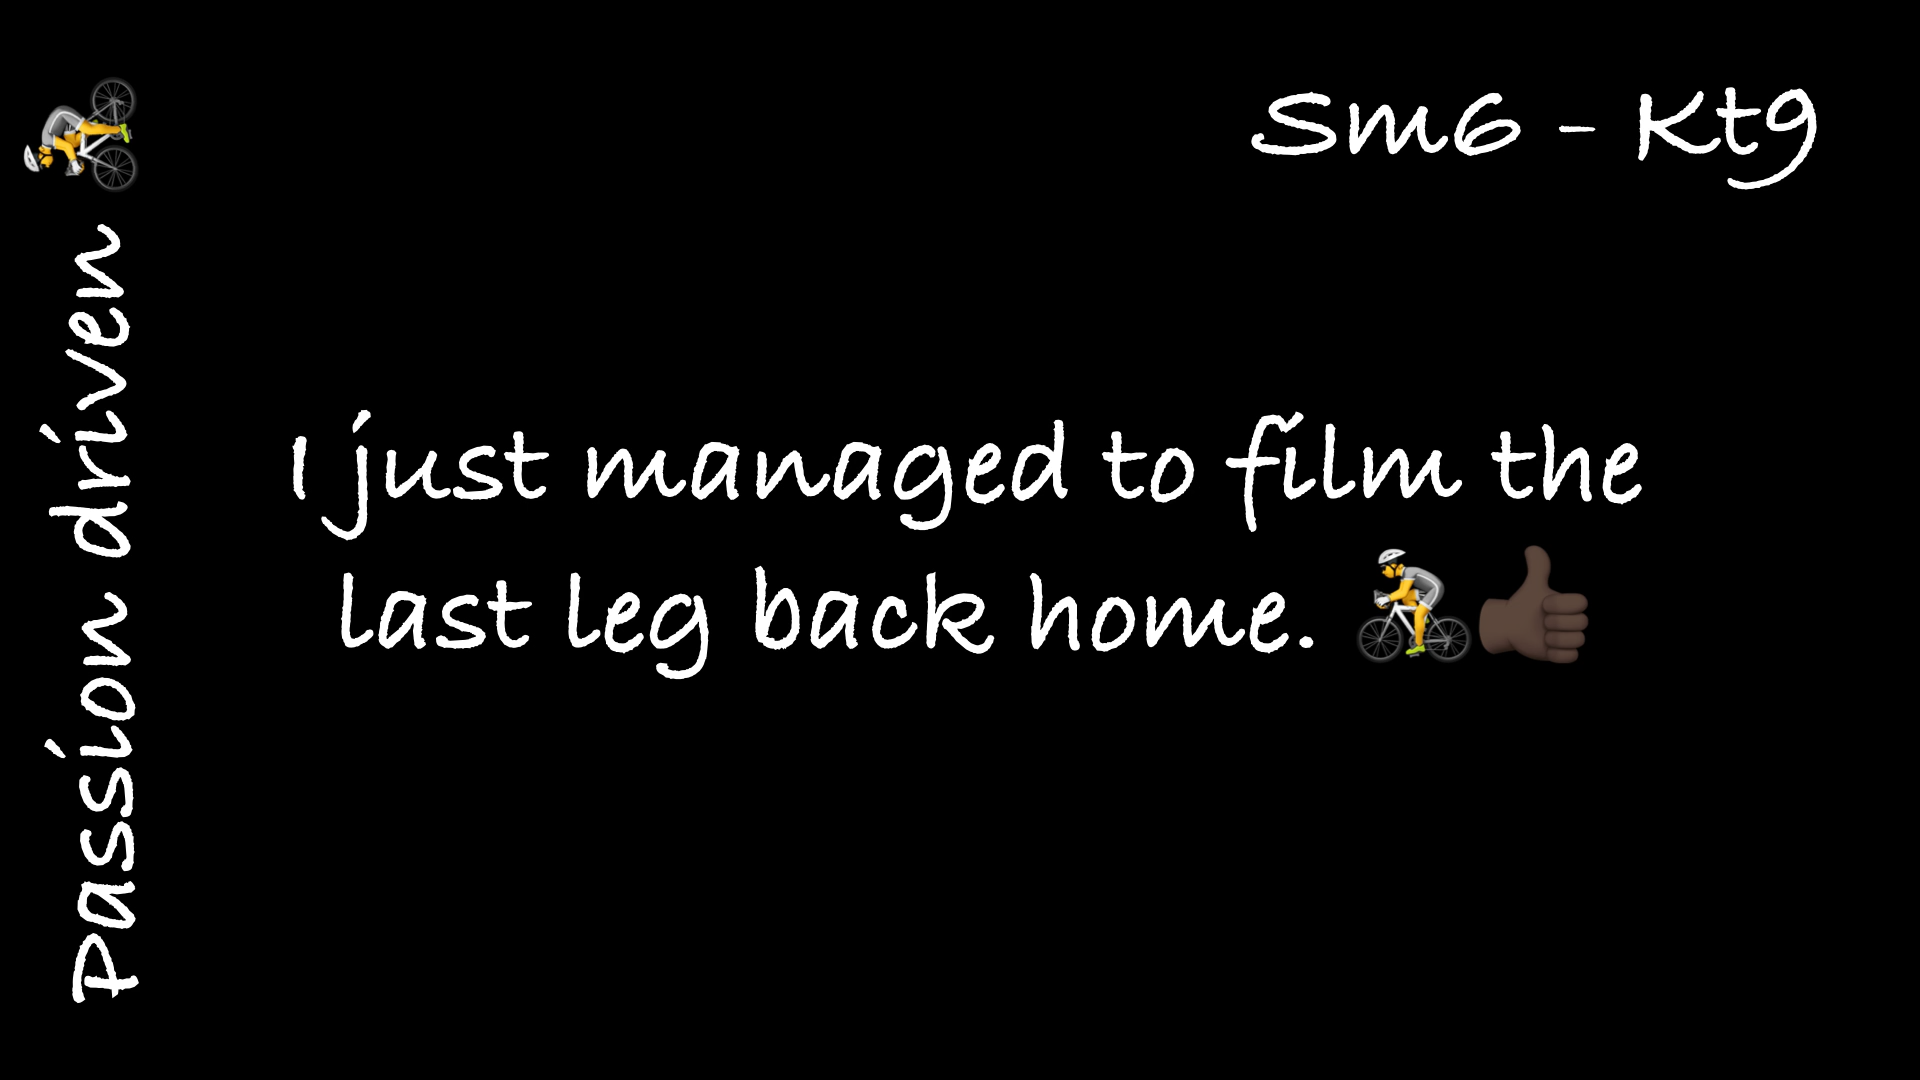 Sm6 - Kt9
Passion driven 🚴
I just managed to film the
last leg back home. 🚴👍🏿